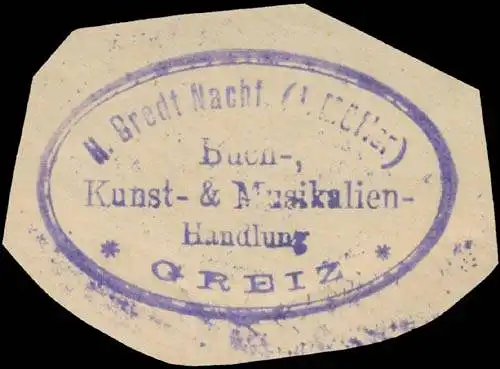 H. Bredt Nachf.
Buch-,
Kunst- & Musikalien-
Handlung
* GREIZ *